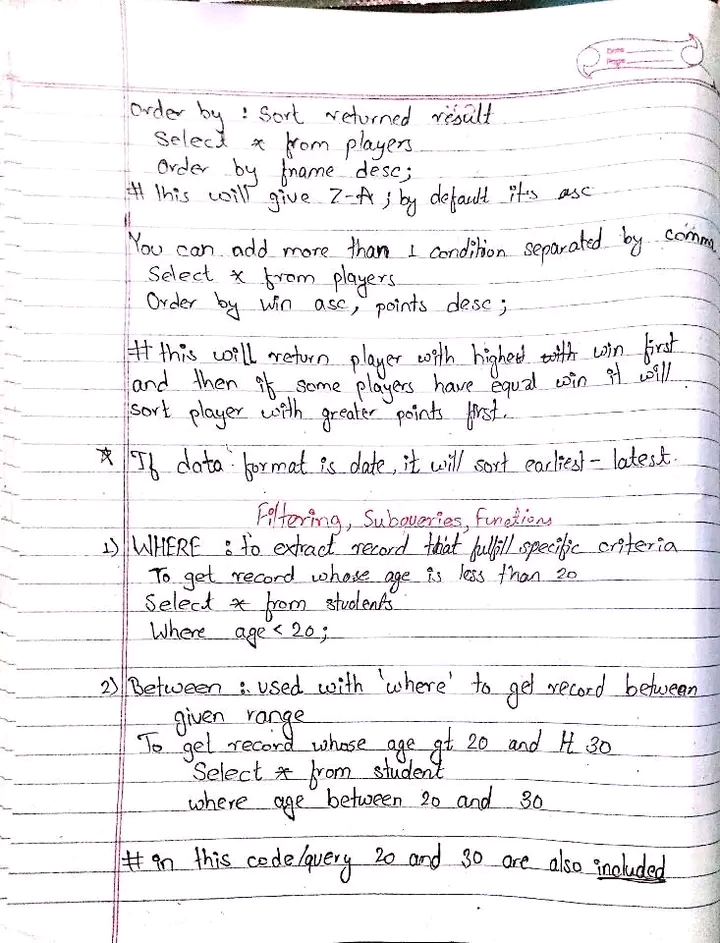 Date
Page
Order by : Sort returned result
Select * from players
Order by fname desc;
# this will give Z-A ; by default it's asc
You can add more than 1 condition separated by comma
Select * from players
Order by win asc, points desc;
# this will return player with highest with win first
and then if some players have equal win it will
sort player with greater points first.
* If data format is date, it will sort earliest - latest.
Filtering, Subqueries, Functions
1) WHERE : to extract record that fulfill specific criteria
To get record whose age is less than 20
Select * from students
Where age < 20;
2) Between : used with 'where' to get record between
given range
To get record whose age gt 20 and lt 30
Select * from student
where age between 20 and 30
# in this code/query 20 and 30 are also included